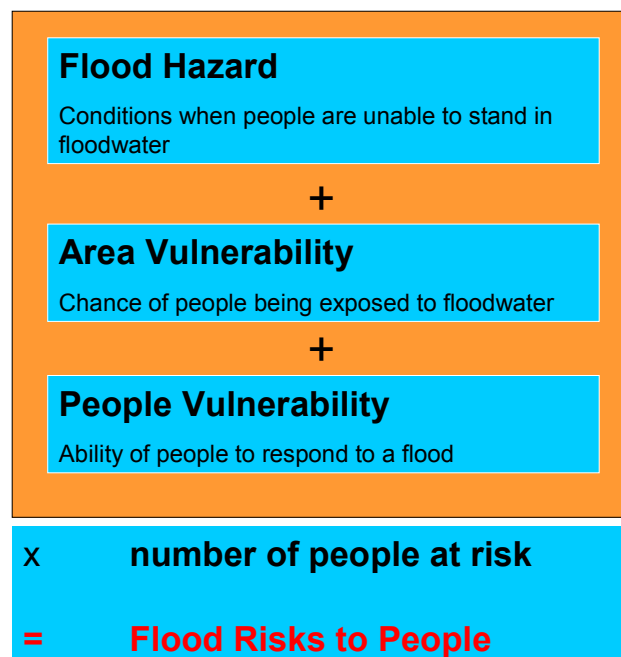 Flood Hazard
Conditions when people are unable to stand in
floodwater
+
Area Vulnerability
Chance of people being exposed to floodwater
+
People Vulnerability
Ability of people to respond to a flood
x number of people at risk
= Flood Risks to People